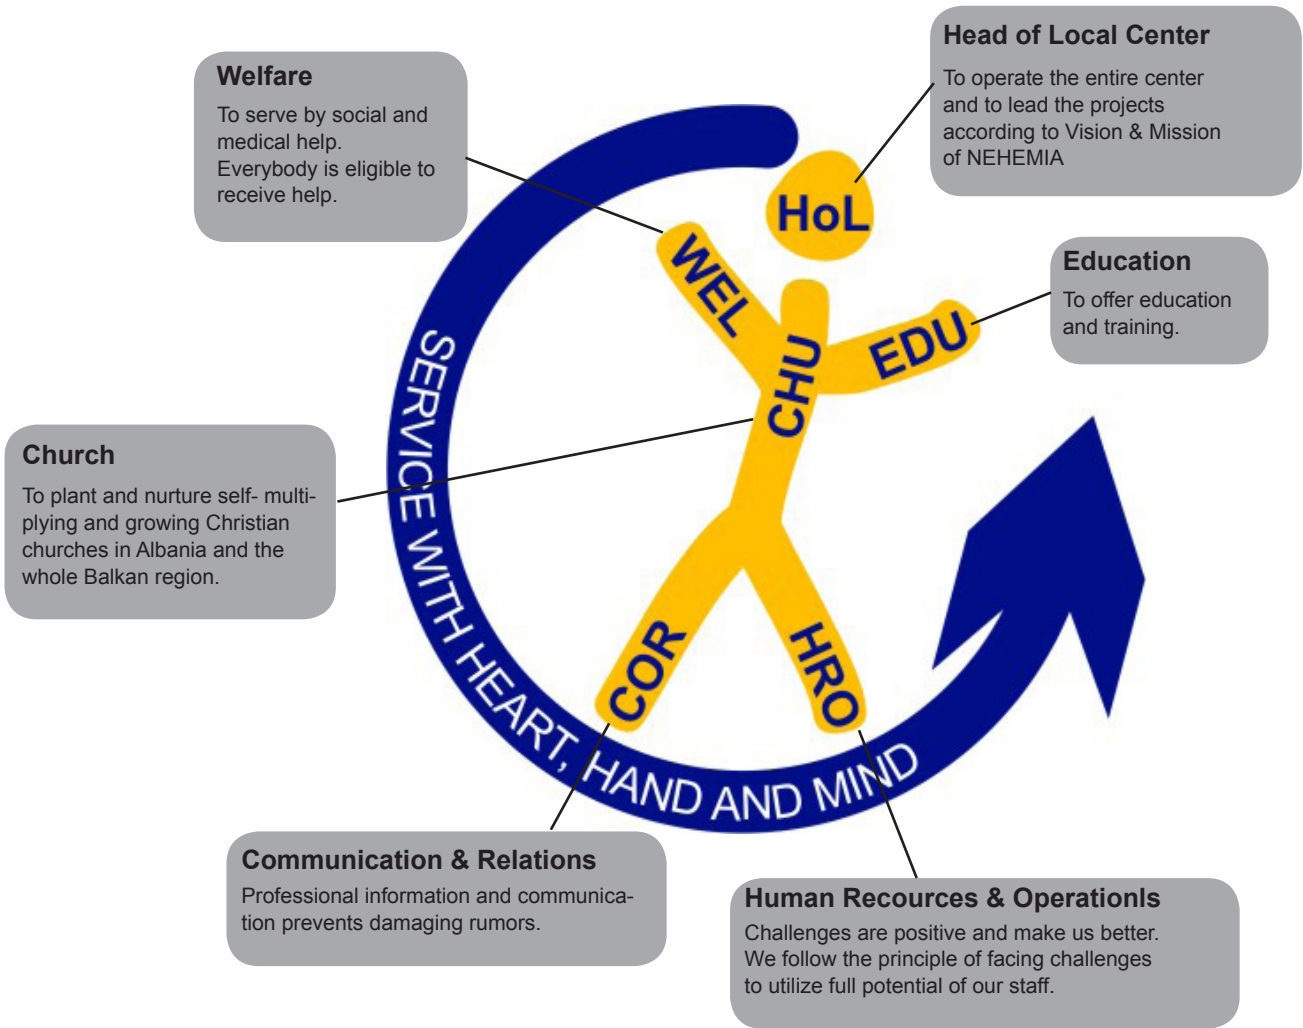 Head of Local Center
To operate the entire center
and to lead the projects
according to Vision & Mission
of NEHEMIA
Welfare
To serve by social and
medical help.
Everybody is eligible to
receive help.
HoL
WEL
CHU
EDU
Education
To offer education
and training.
Church
To plant and nurture self- multi-
plying and growing Christian
churches in Albania and the
whole Balkan region.
COR
HRO
SERVICE WITH HEART, HAND AND MIND
Communication & Relations
Professional information and communica-
tion prevents damaging rumors.
Human Recources & Operationls
Challenges are positive and make us better.
We follow the principle of facing challenges
to utilize full potential of our staff.